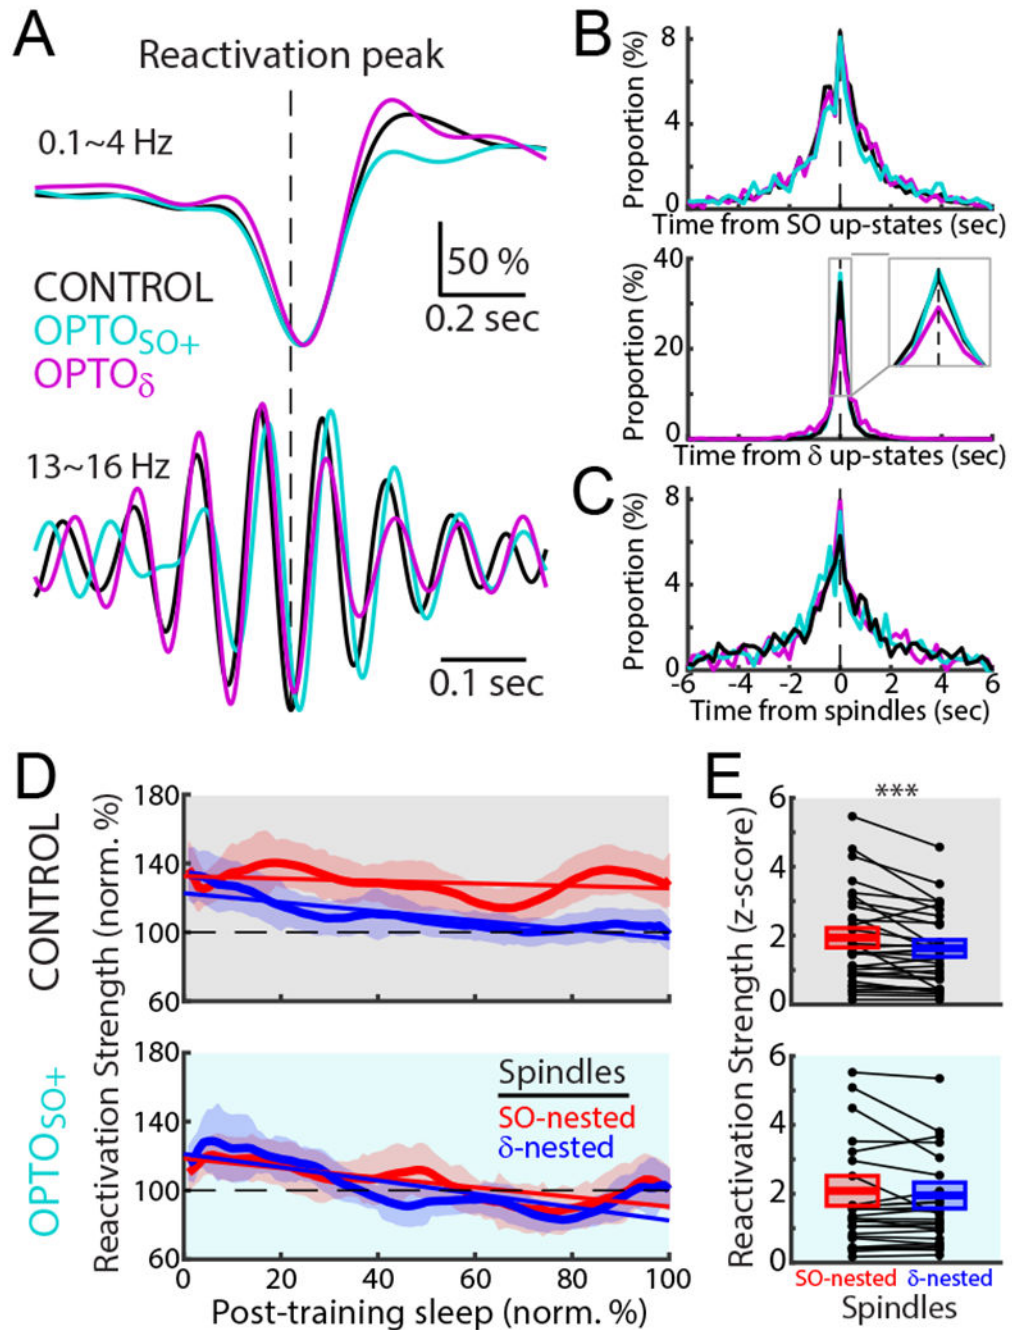 A
Reactivation peak
0.1~4 Hz
50 %
0.2 sec
CONTROL
OPTOSO+
OPTOδ
13~16 Hz
0.1 sec
B
Proportion (%)
8
4
0
Time from SO up-states (sec)
Proportion (%)
40
20
0
Time from δ up-states (sec)
C
Proportion (%)
8
4
0
-6 -4 -2 0 2 4 6
Time from spindles (sec)
D
CONTROL
OPTOSO+
Reactivation Strength (norm. %)
180
140
100
60
180
140
100
60
Spindles
SO-nested
δ-nested
0 20 40 60 80 100
Post-training sleep (norm. %)
E
Reactivation Strength (z-score)
***
6
4
2
0
6
4
2
0
SO-nested δ-nested
Spindles